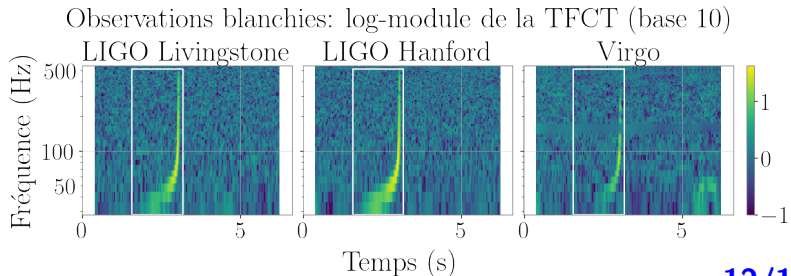 Observations blanchies: log-module de la TFCT (base 10)
LIGO Livingstone LIGO Hanford Virgo
Fréquence (Hz)
500
100
50
0 5 0 5 0 5
1
0
−1
Temps (s)